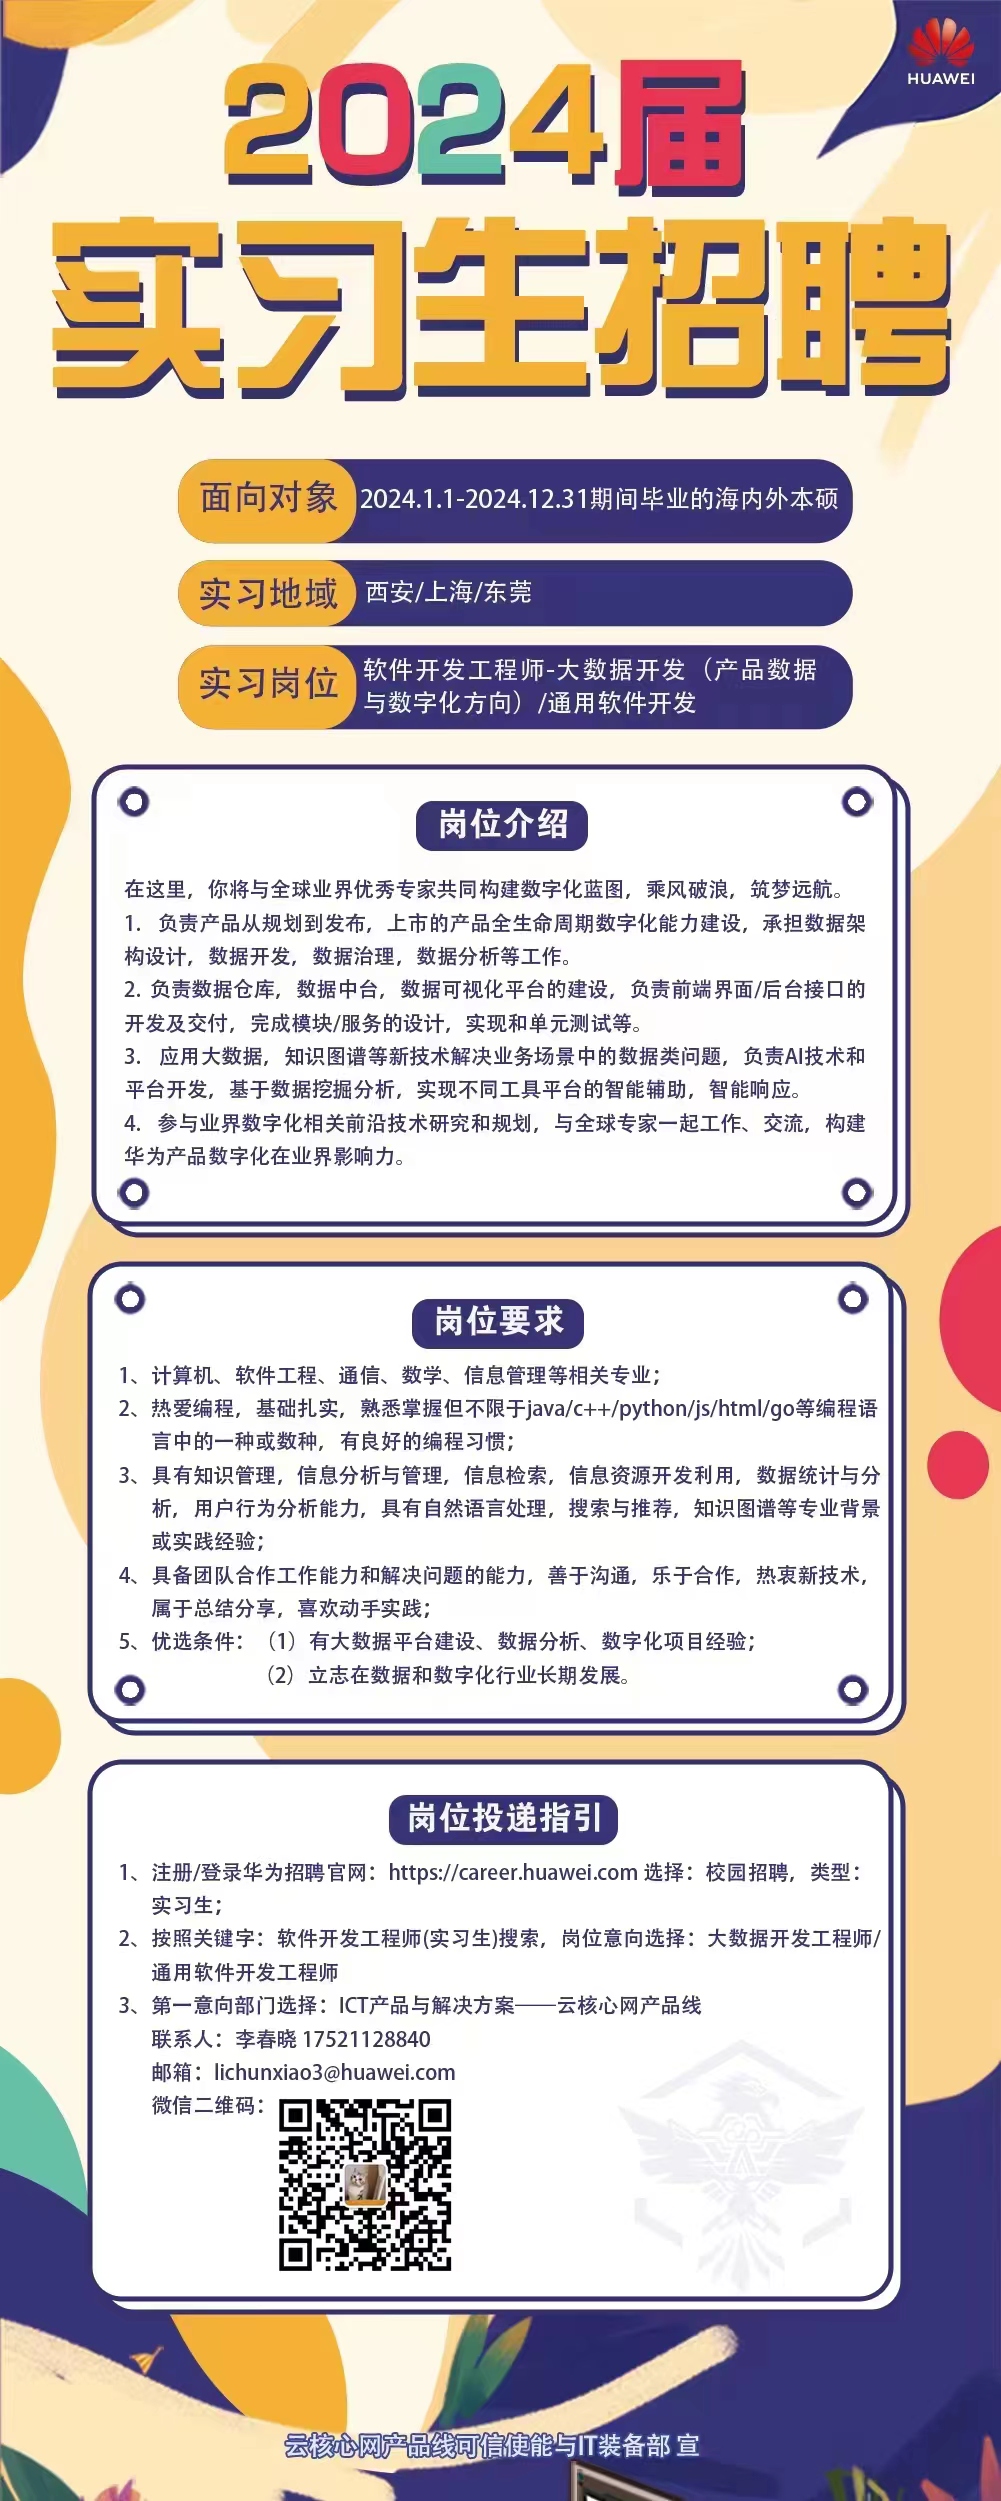 HUAWEI
2024届
实习生招聘
面向对象 2024.1.1-2024.12.31期间毕业的海内外本硕
实习地域 西安/上海/东莞
实习岗位 软件开发工程师-大数据开发（产品数据
与数字化方向）/通用软件开发
岗位介绍
在这里，你将与全球业界优秀专家共同构建数字化蓝图，乘风破浪，筑梦远航。
1. 负责产品从规划到发布，上市的产品全生命周期数字化能力建设，承担数据架
构设计，数据开发，数据治理，数据分析等工作。
2. 负责数据仓库，数据中台，数据可视化平台的建设，负责前端界面/后台接口的
开发及交付，完成模块/服务的设计，实现和单元测试等。
3. 应用大数据，知识图谱等新技术解决业务场景中的数据类问题，负责AI技术和
平台开发，基于数据挖掘分析，实现不同工具平台的智能辅助，智能响应。
4. 参与业界数字化相关前沿技术研究和规划，与全球专家一起工作、交流，构建
华为产品数字化在业界影响力。
岗位要求
1、计算机、软件工程、通信、数学、信息管理等相关专业；
2、热爱编程，基础扎实，熟悉掌握但不限于java/c++/python/js/html/go等编程语
言中的一种或数种，有良好的编程习惯；
3、具有知识管理，信息分析与管理，信息检索，信息资源开发利用，数据统计与分
析，用户行为分析能力，具有自然语言处理，搜索与推荐，知识图谱等专业背景
或实践经验；
4、具备团队合作工作能力和解决问题的能力，善于沟通，乐于合作，热衷新技术，
属于总结分享，喜欢动手实践；
5、优选条件：（1）有大数据平台建设、数据分析、数字化项目经验；
（2）立志在数据和数字化行业长期发展。
岗位投递指引
1、注册/登录华为招聘官网：https://career.huawei.com 选择：校园招聘，类型：
实习生；
2、按照关键字：软件开发工程师(实习生)搜索，岗位意向选择：大数据开发工程师/
通用软件开发工程师
3、第一意向部门选择：ICT产品与解决方案——云核心网产品线
联系人：李春晓 17521128840
邮箱：lichunxiao3@huawei.com
微信二维码：
云核心网产品线可信使能与IT装备部 宣